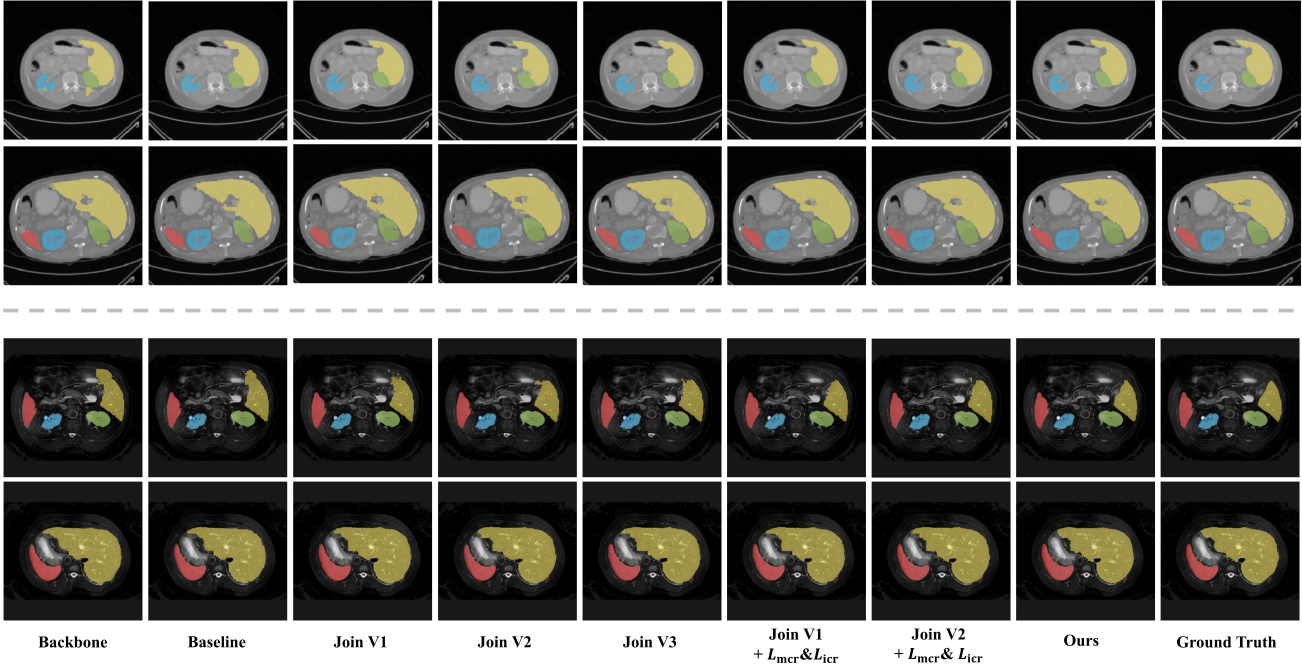 Backbone
Baseline
Join V1
Join V2
Join V3
Join V1
+ Lmcr&Licr
Join V2
+ Lmcr& Licr
Ours
Ground Truth